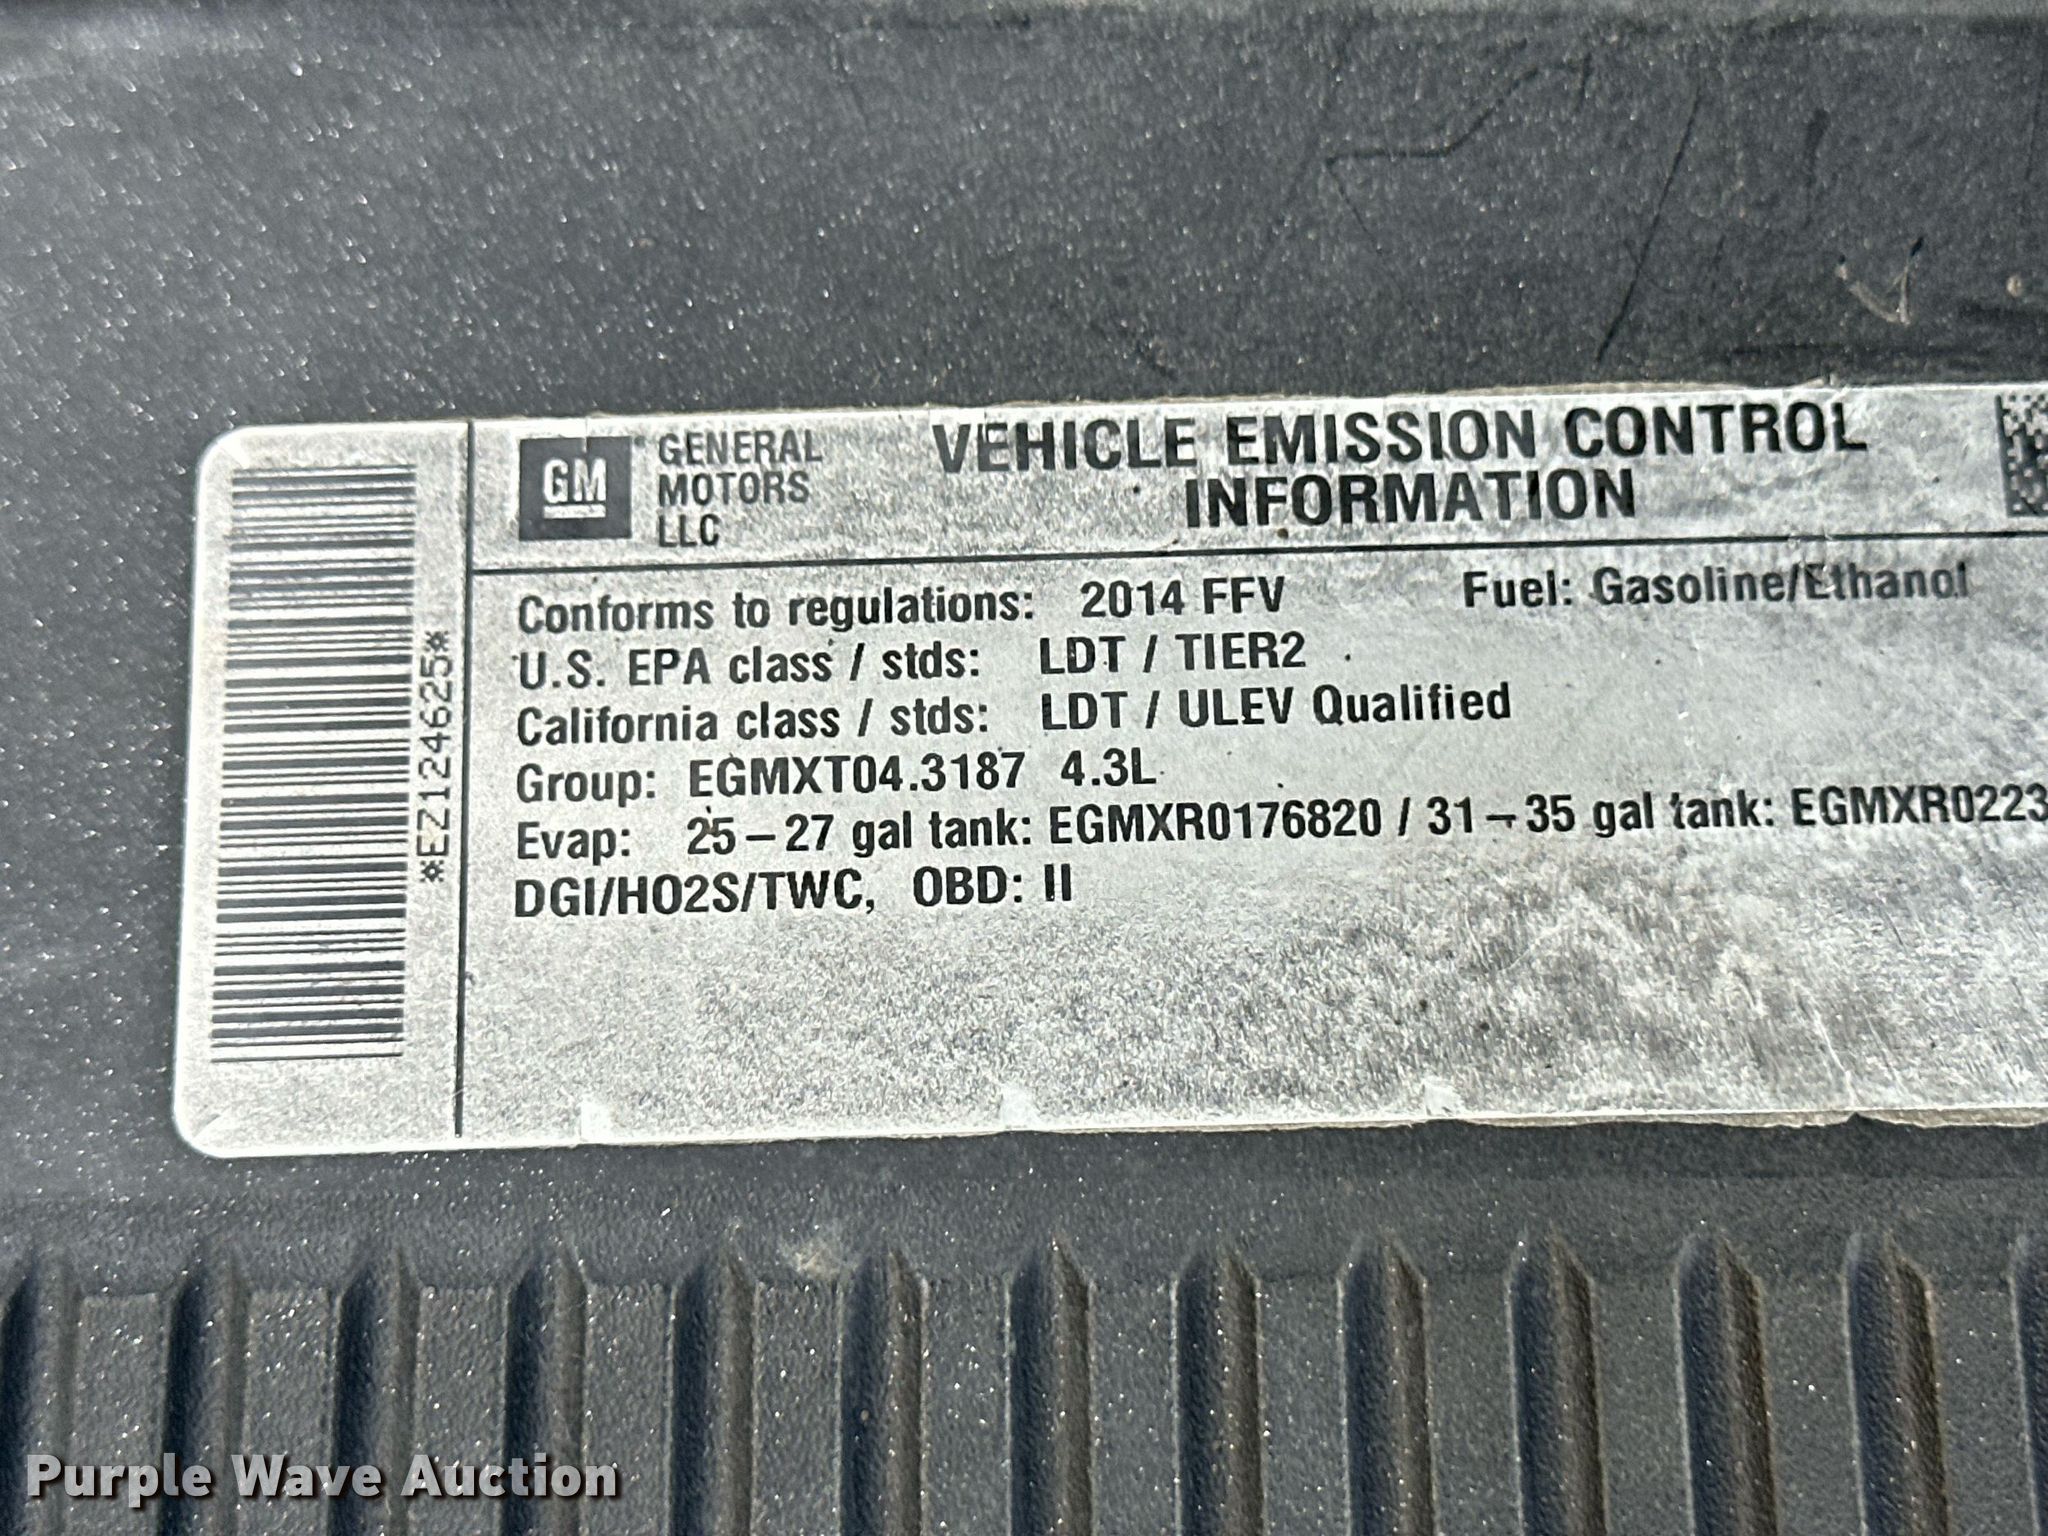 *EZ124625*
GM
GENERAL
MOTORS
LLC
VEHICLE EMISSION CONTROL
INFORMATION
Conforms to regulations: 2014 FFV Fuel: Gasoline/Ethanol
U.S. EPA class / stds: LDT / TIER2
California class / stds: LDT / ULEV Qualified
Group: EGMXT04.3187 4.3L
Evap: 25–27 gal tank: EGMXR0176820 / 31–35 gal tank: EGMXR0223
DGI/HO2S/TWC, OBD: II
Purple Wave Auction